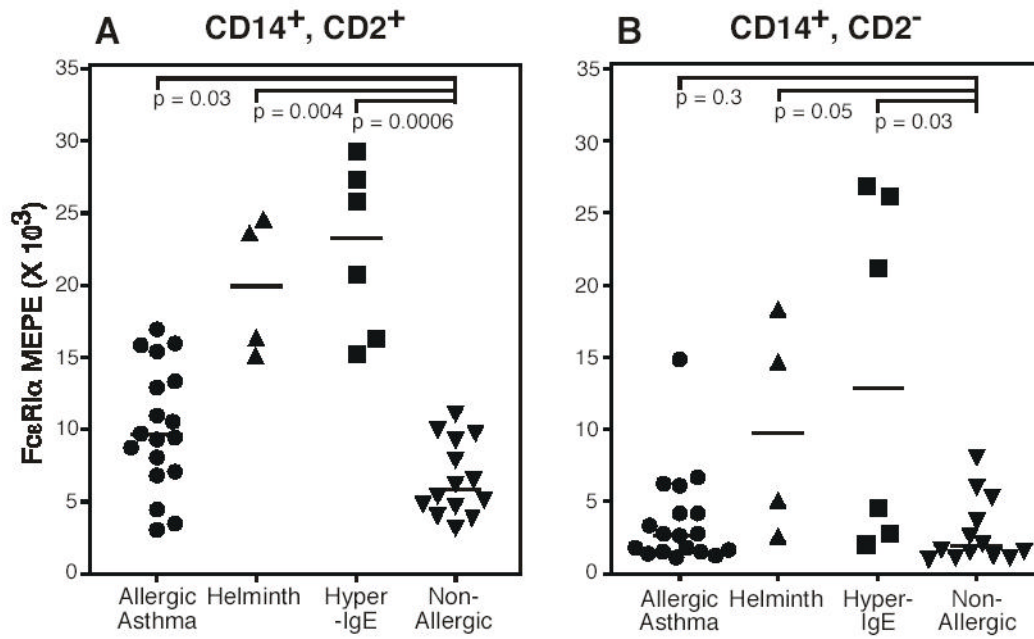 A
CD14⁺, CD2⁺
B
CD14⁺, CD2⁻
FcεRIα MEPE (X 10³)
35
30
25
20
15
10
5
0
p = 0.03
p = 0.004
p = 0.0006
Allergic
Asthma
Helminth
Hyper
-IgE
Non-
Allergic
35
30
25
20
15
10
5
0
p = 0.3
p = 0.05
p = 0.03
Allergic
Asthma
Helminth
Hyper-
IgE
Non-
Allergic